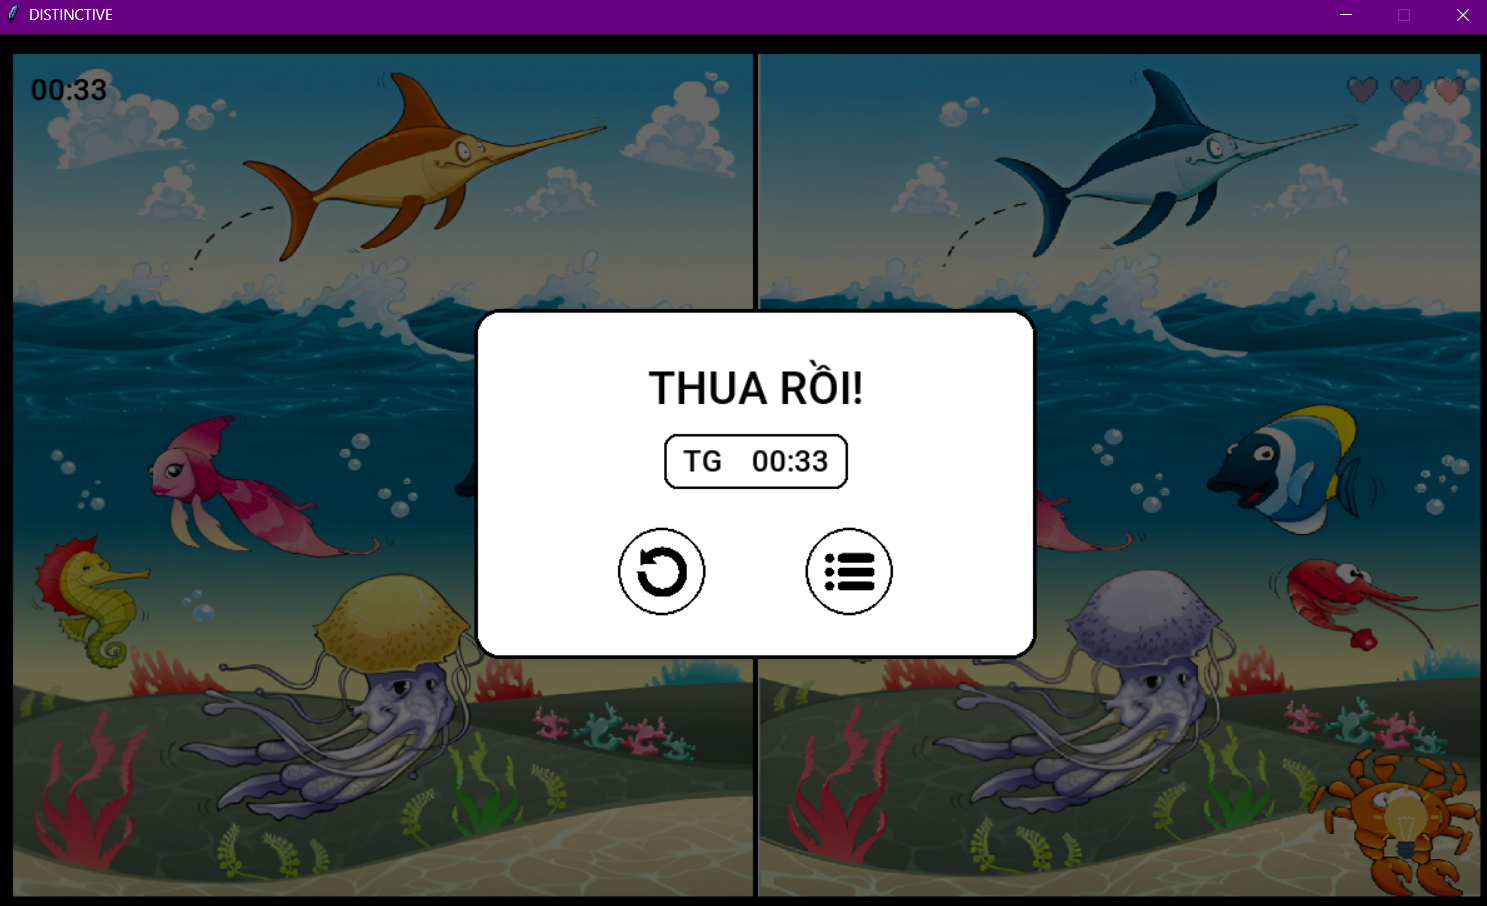 DISTINCTIVE
00:33
THUA RỒI!
TG 00:33